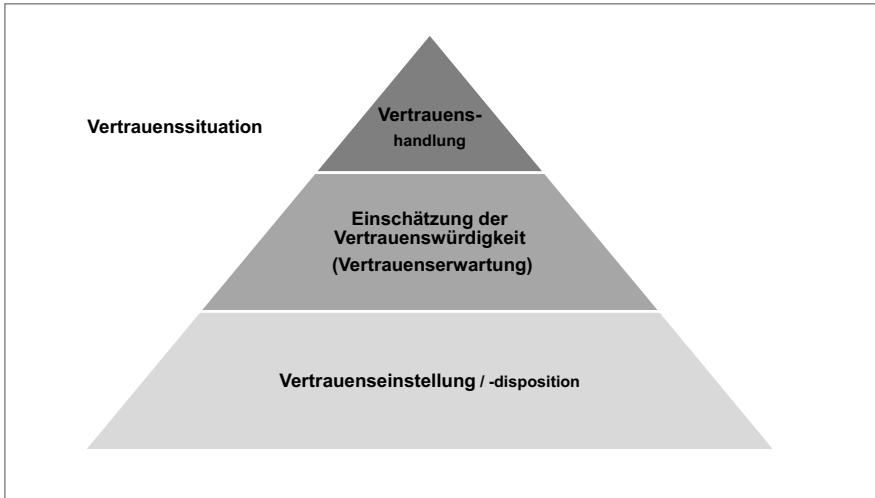 Vertrauens-
handlung
Vertrauenssituation
Einschätzung der
Vertrauenswürdigkeit
(Vertrauenserwartung)
Vertrauenseinstellung / -disposition